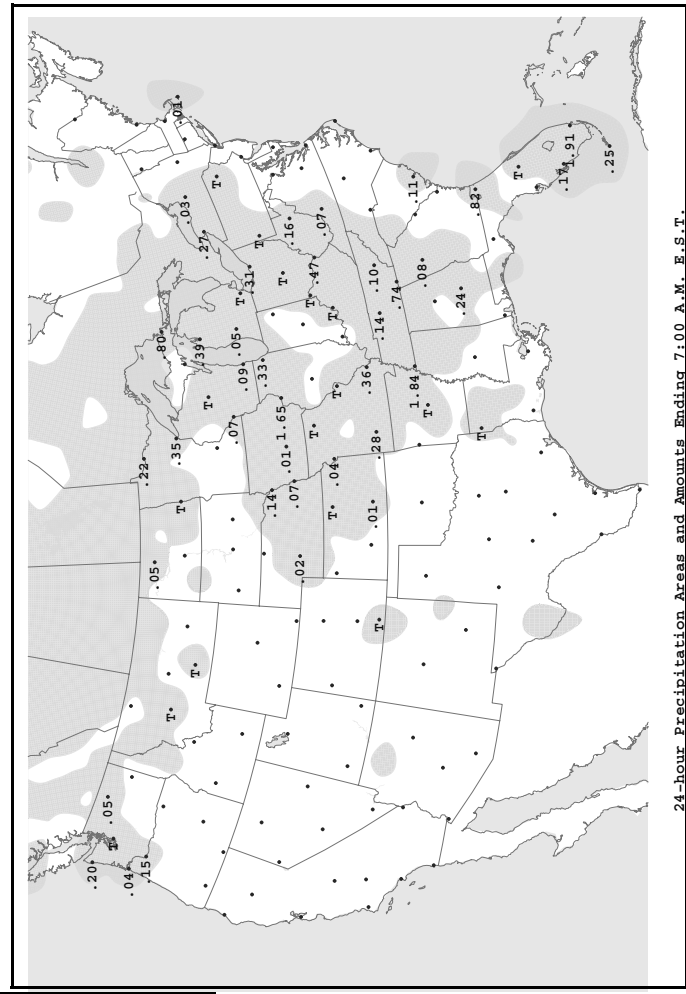 .20
.05
T
.04
.15
.22
.05
.80
T
.35
.01
T
.03
T
.39
.27
T
T
.07
.05
T
.09
.31
T
.33
.14
1.65
T
.01
.16
.07
.02
T
.47
T
.07
T
T
.04
T
.36
.01
.10
.28
T
.14
.74
1.84
.11
.08
T
.24
.82
T
T
.17
1.91
.25
24-hour Precipitation Areas and Amounts Ending 7:00 A.M. E.S.T.